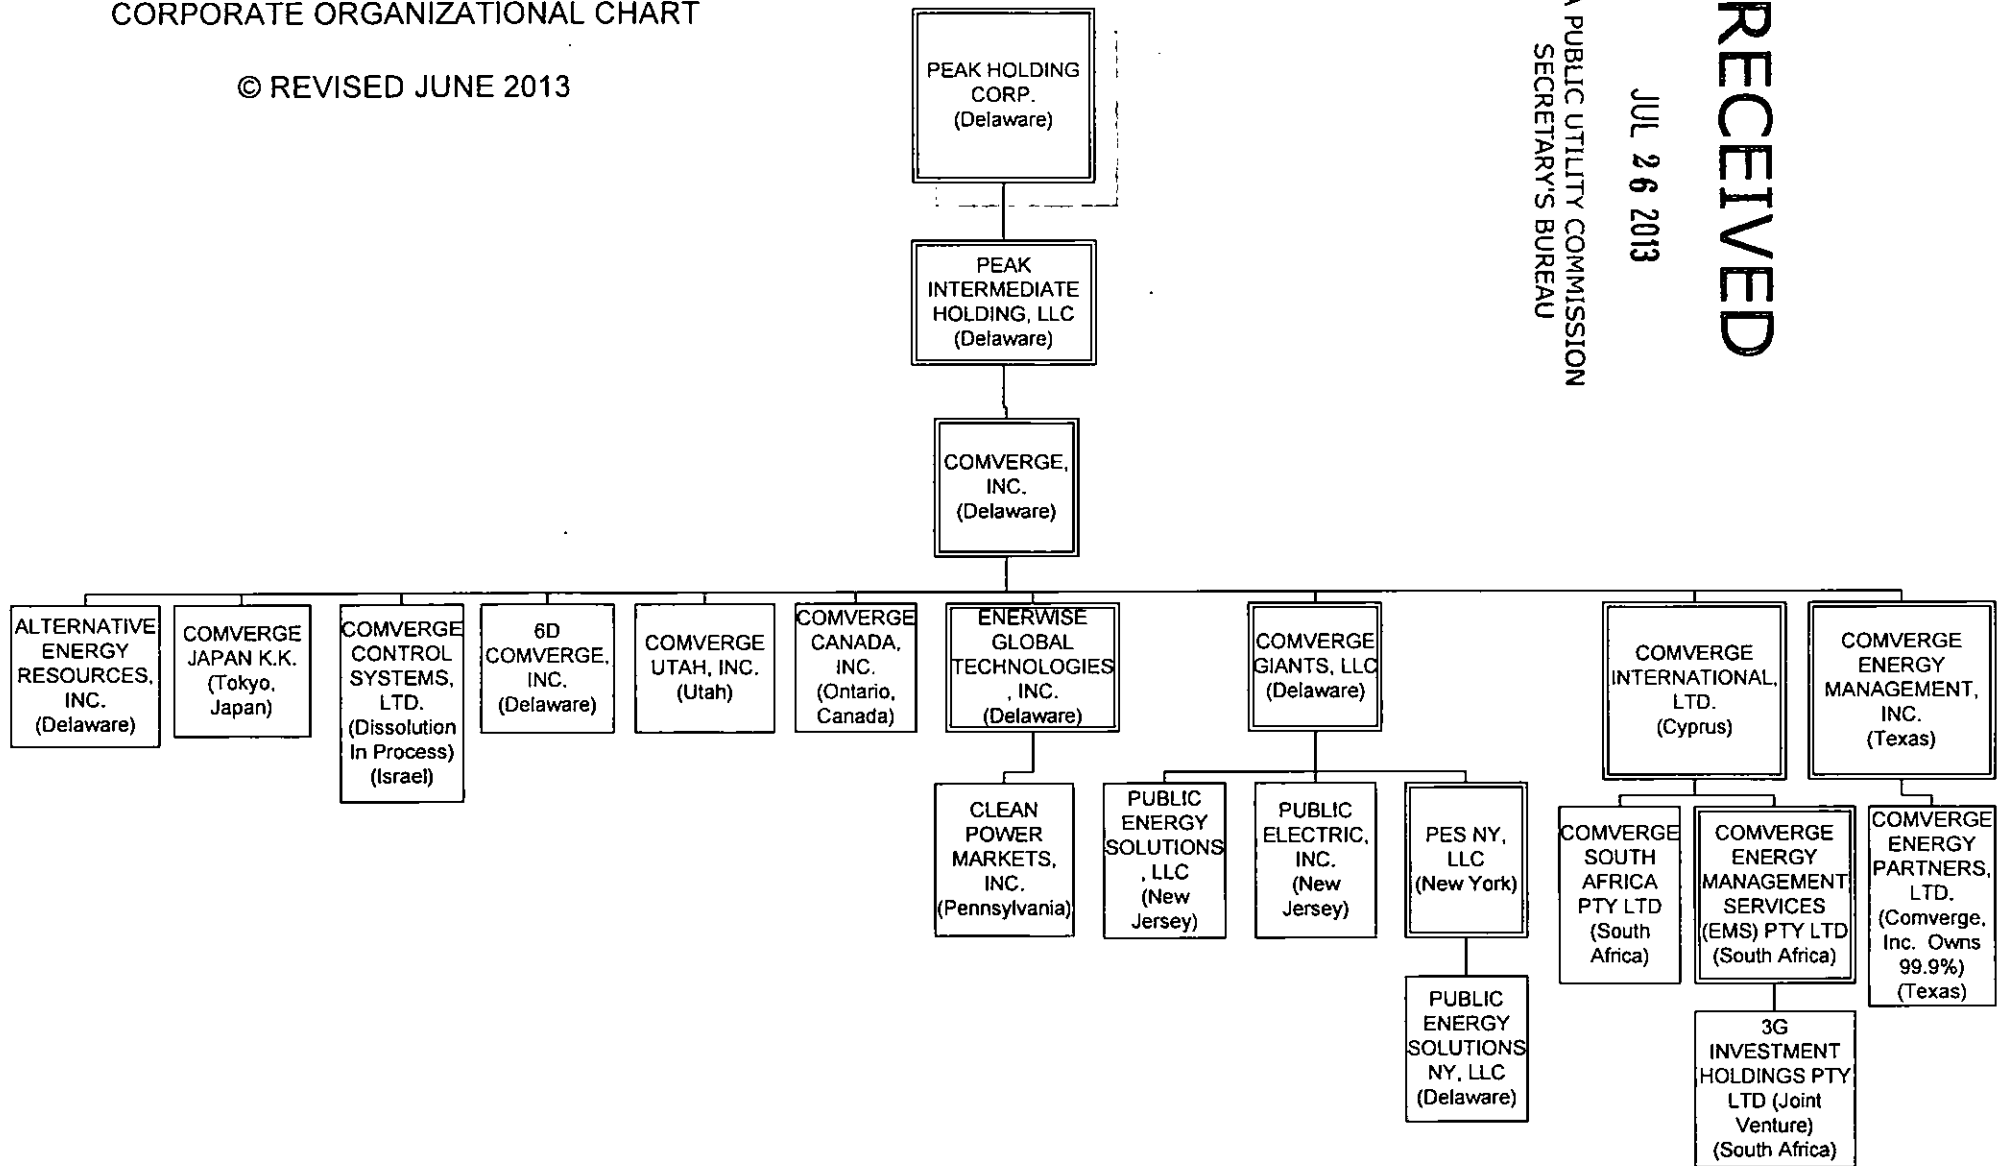 CORPORATE ORGANIZATIONAL CHART
© REVISED JUNE 2013
RECEIVED
JUL 26 2013
A PUBLIC UTILITY COMMISSION
SECRETARY'S BUREAU
PEAK HOLDING
CORP.
(Delaware)
PEAK
INTERMEDIATE
HOLDING, LLC
(Delaware)
COMVERGE,
INC.
(Delaware)
ALTERNATIVE
ENERGY
RESOURCES,
INC.
(Delaware)
COMVERGE
JAPAN K.K.
(Tokyo,
Japan)
COMVERGE
CONTROL
SYSTEMS,
LTD.
(Dissolution
In Process)
(Israel)
6D
COMVERGE,
INC.
(Delaware)
COMVERGE
UTAH, INC.
(Utah)
COMVERGE
CANADA,
INC.
(Ontario,
Canada)
ENERWISE
GLOBAL
TECHNOLOGIES
, INC.
(Delaware)
COMVERGE
GIANTS, LLC
(Delaware)
COMVERGE
INTERNATIONAL,
LTD.
(Cyprus)
COMVERGE
ENERGY
MANAGEMENT,
INC.
(Texas)
CLEAN
POWER
MARKETS,
INC.
(Pennsylvania)
PUBLIC
ENERGY
SOLUTIONS
, LLC
(New
Jersey)
PUBLIC
ELECTRIC,
INC.
(New
Jersey)
PES NY,
LLC
(New York)
COMVERGE
SOUTH
AFRICA
PTY LTD
(South
Africa)
COMVERGE
ENERGY
MANAGEMENT
SERVICES
(EMS) PTY LTD
(South Africa)
COMVERGE
ENERGY
PARTNERS,
LTD.
(Comverge,
Inc. Owns
99.9%)
(Texas)
PUBLIC
ENERGY
SOLUTIONS
NY, LLC
(Delaware)
3G
INVESTMENT
HOLDINGS PTY
LTD (Joint
Venture)
(South Africa)